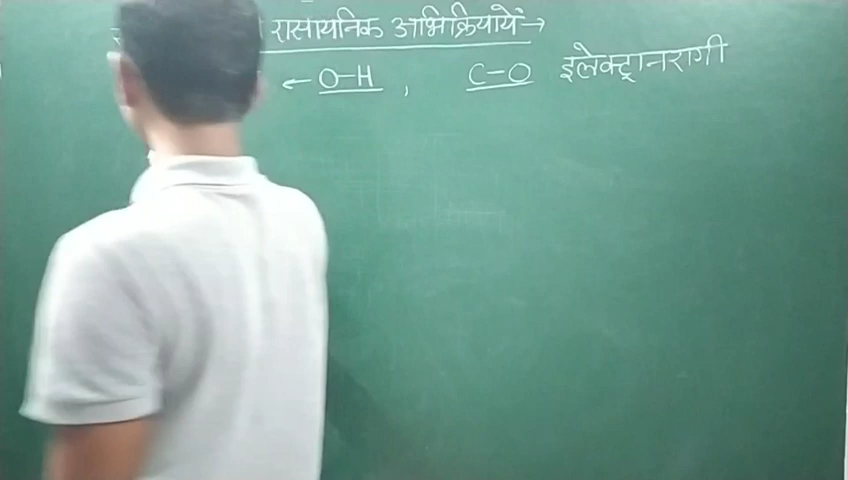 रासायनिक अभिक्रियायें→
← O-H , C-O इलेक्ट्रानरागी